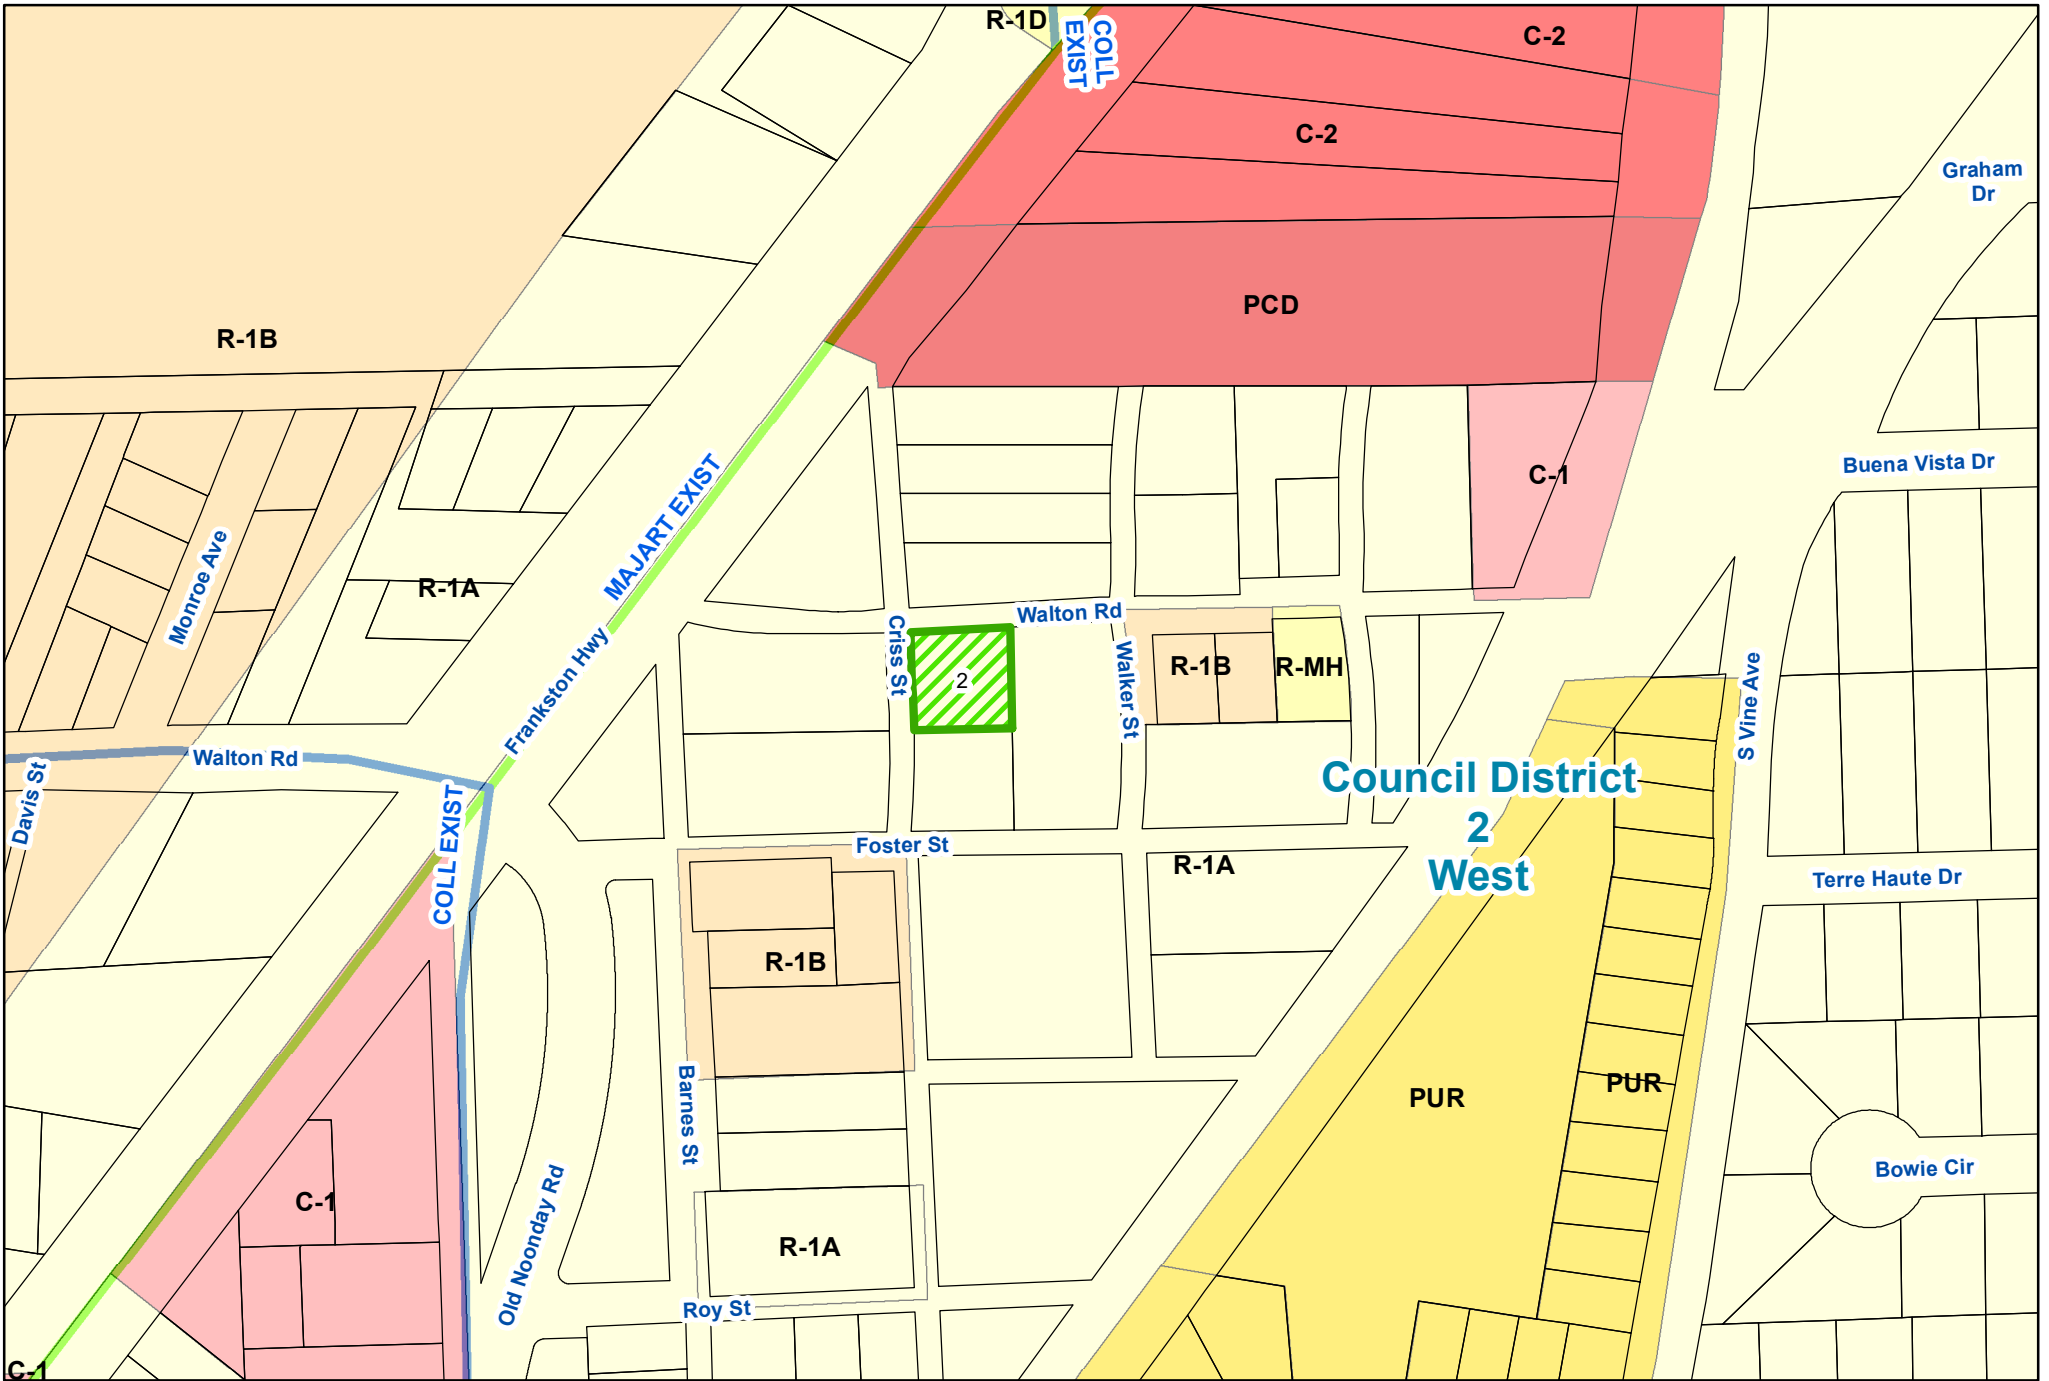 R-1D
COLL
EXIST
C-2
C-2
Graham
Dr
PCD
R-1B
C-1
Buena Vista Dr
MAJART EXIST
Monroe Ave
R-1A
Walton Rd
Criss St
2
Walker St
R-1B
R-MH
Frankston Hwy
S Vine Ave
Walton Rd
Davis St
Council District
2
West
COLL EXIST
Foster St
R-1A
Terre Haute Dr
R-1B
PUR
PUR
Barnes St
Bowie Cir
C-1
Old Noonday Rd
R-1A
Roy St
C-1